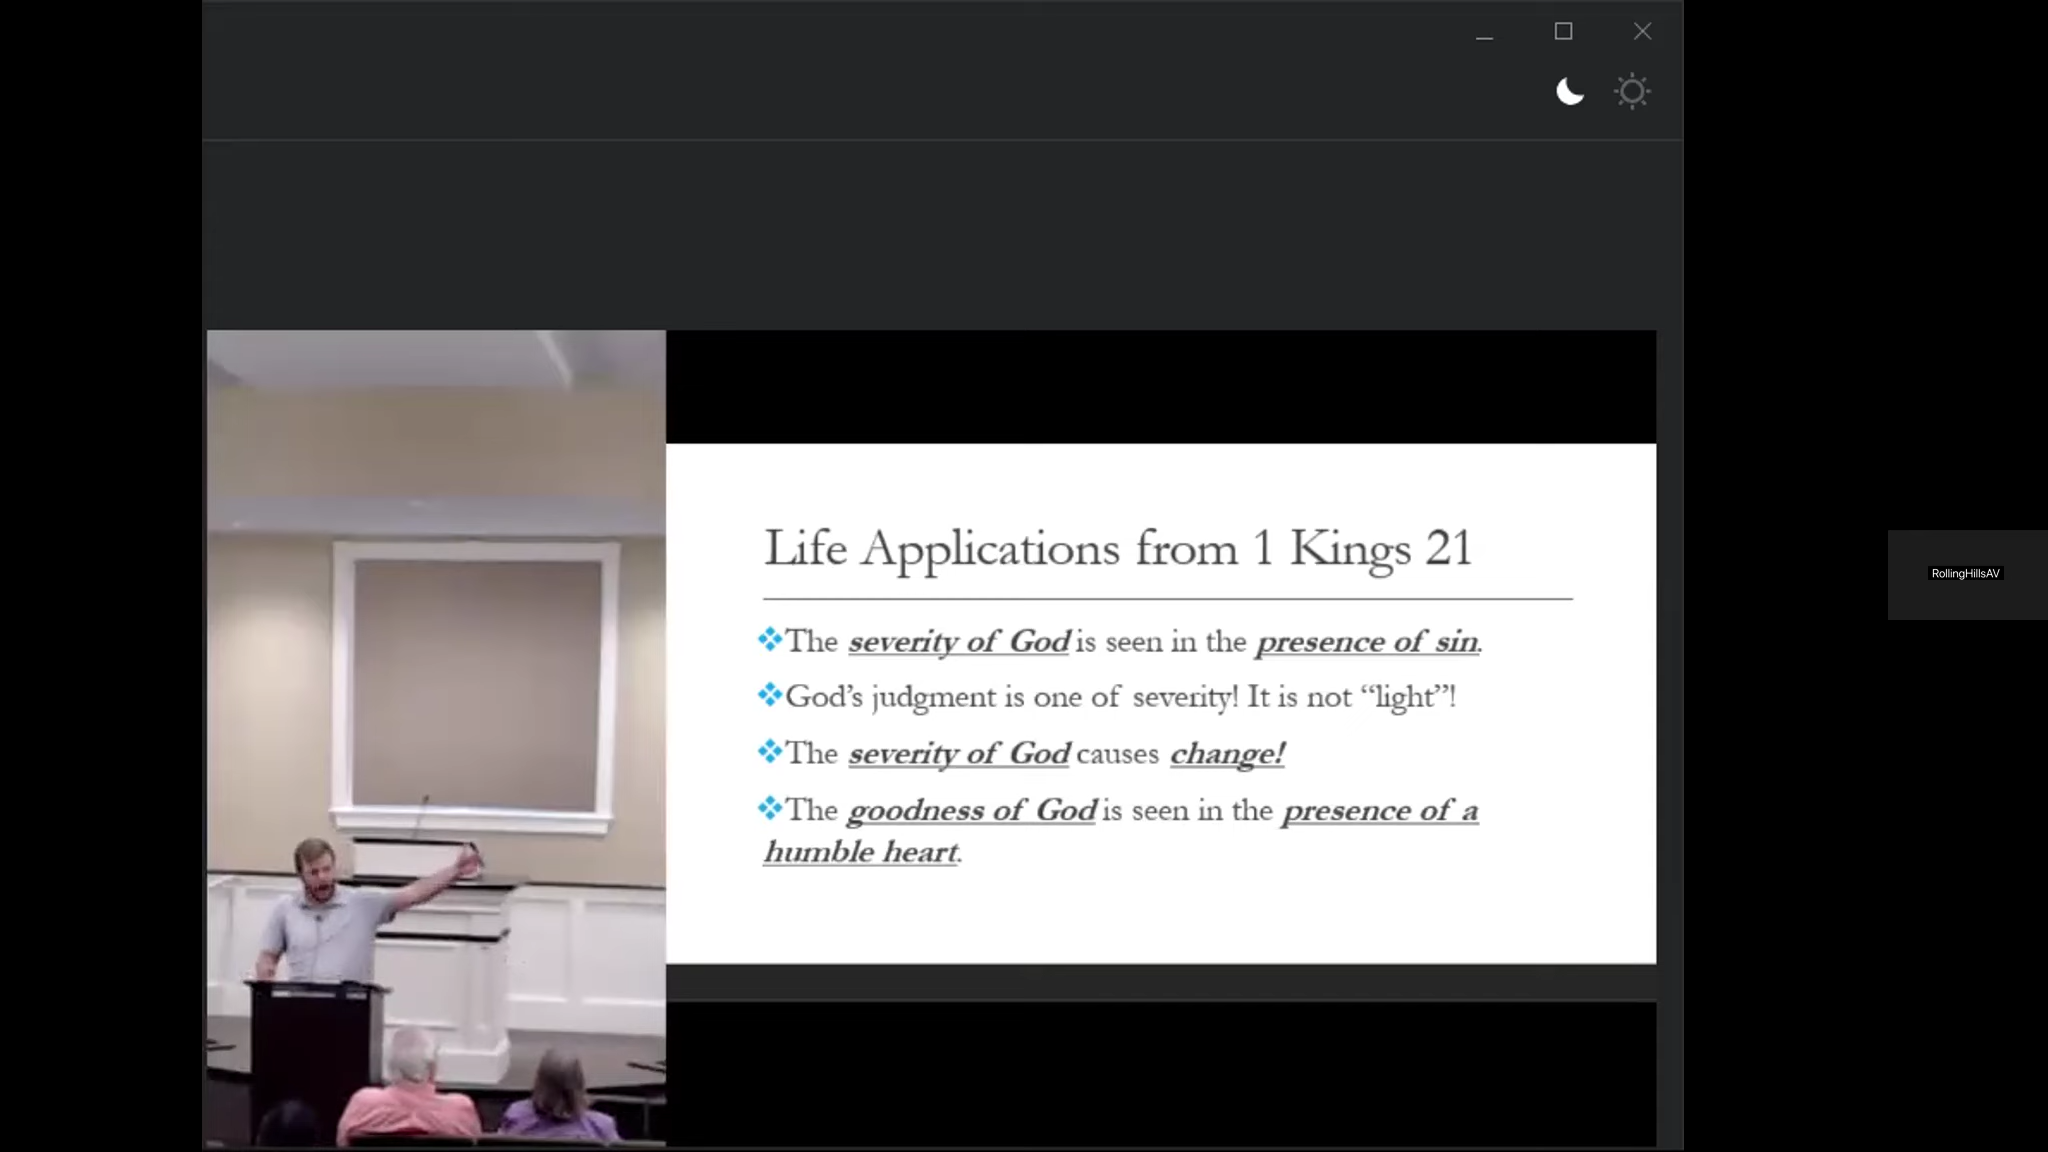 Life Applications from 1 Kings 21
❖The severity of God is seen in the presence of sin.
❖God’s judgment is one of severity! It is not “light”!
❖The severity of God causes change!
❖The goodness of God is seen in the presence of a
humble heart.
RollingHillsAV